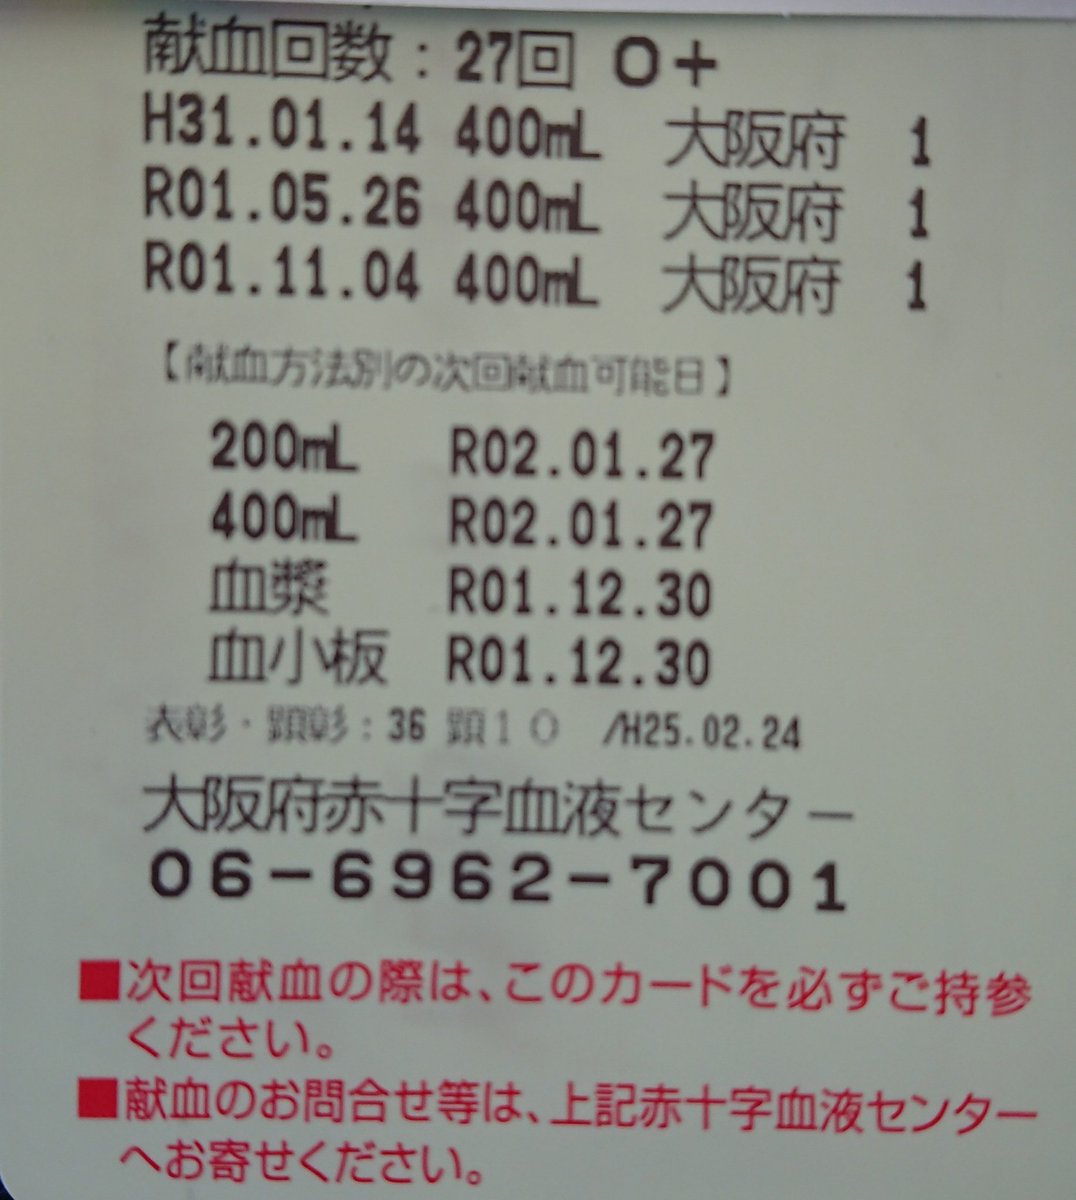 献血回数：27回 O+
H31.01.14 400mL 大阪府 1
R01.05.26 400mL 大阪府 1
R01.11.04 400mL 大阪府 1
【献血方法別の次回献血可能日】
200mL R02.01.27
400mL R02.01.27
血漿 R01.12.30
血小板 R01.12.30
表彰・顕彰：36 顕10 /H25.02.24
大阪府赤十字血液センター
06-6962-7001
■次回献血の際は、このカードを必ずご持参
ください。
■献血のお問合せ等は、上記赤十字血液センター
へお寄せください。